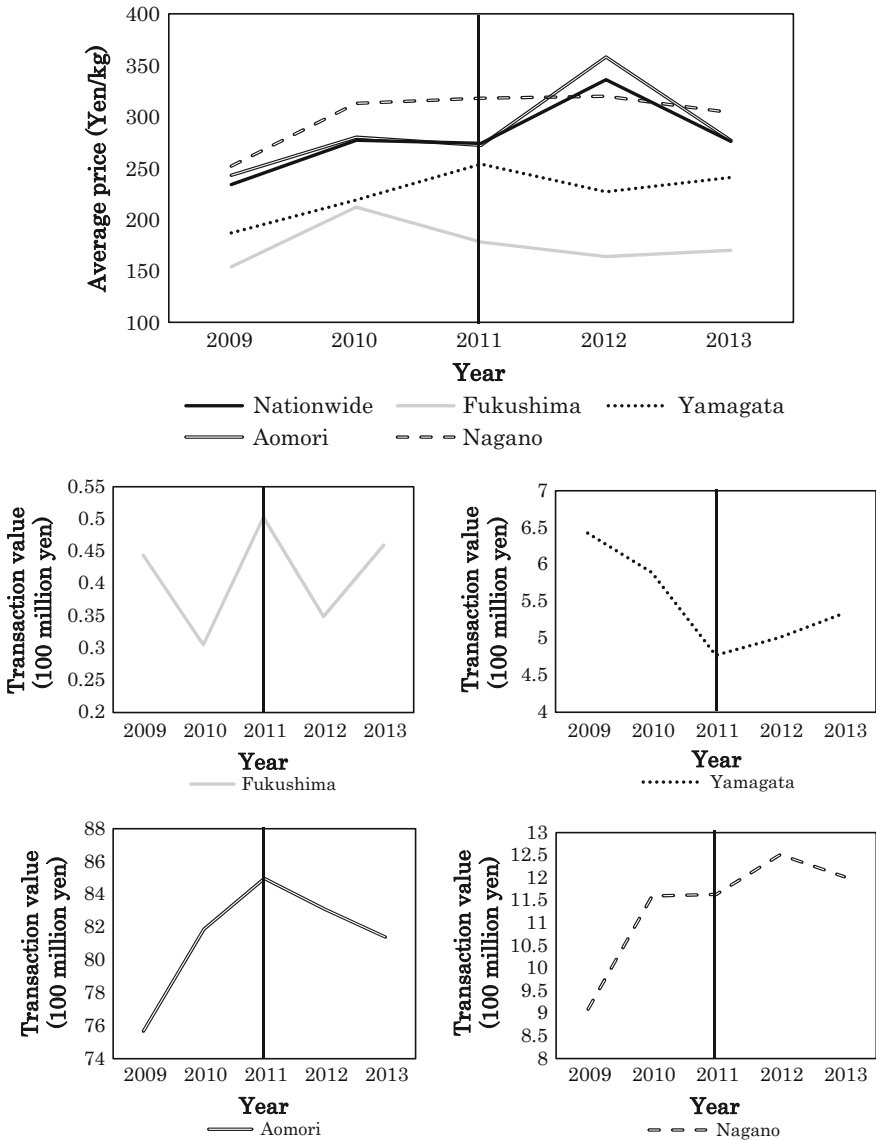 Average price (Yen/kg)
400
350
300
250
200
150
100
2009 2010 2011 2012 2013
Year
Nationwide Fukushima Yamagata
Aomori Nagano
Transaction value
(100 million yen)
0.55
0.5
0.45
0.4
0.35
0.3
0.25
0.2
2009 2010 2011 2012 2013
Year
Fukushima
Transaction value
(100 million yen)
7
6.5
6
5.5
5
4.5
4
2009 2010 2011 2012 2013
Year
Yamagata
Transaction value
(100 million yen)
88
86
84
82
80
78
76
74
2009 2010 2011 2012 2013
Year
Aomori
Transaction value
(100 million yen)
13
12.5
12
11.5
11
10.5
10
9.5
9
8.5
8
2009 2010 2011 2012 2013
Year
Nagano